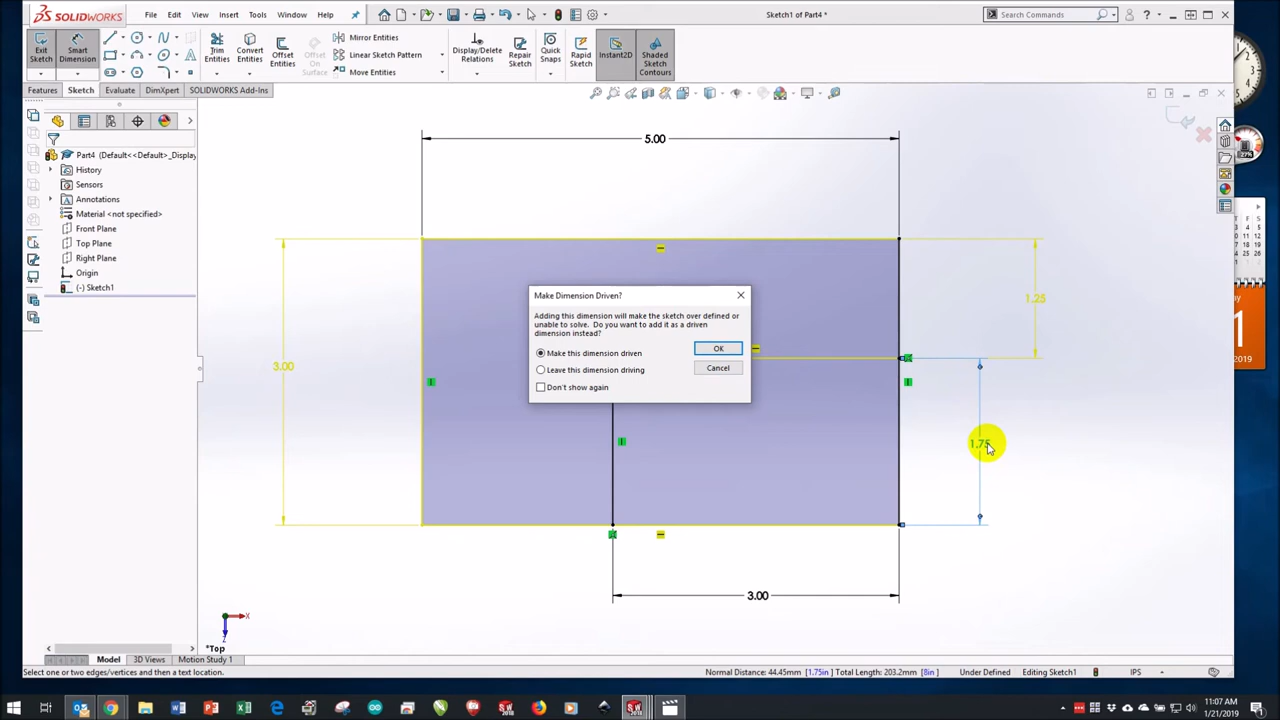 SOLIDWORKS
File Edit View Insert Tools Window Help
Sketch1 of Part4 *
Search Commands
Exit Sketch
Smart Dimension
Trim Entities
Convert Entities
Offset Entities
Offset On Surface
Mirror Entities
Linear Sketch Pattern
Move Entities
Display/Delete Relations
Repair Sketch
Quick Snaps
Rapid Sketch
Instant2D
Shaded Sketch Contours
Features Sketch Evaluate DimXpert SOLIDWORKS Add-Ins
Part4 (Default<<Default>_Display
History
Sensors
Annotations
Material <not specified>
Front Plane
Top Plane
Right Plane
Origin
(-) Sketch1
5.00
3.00
1.25
1.75
3.00
Make Dimension Driven?
Adding this dimension will make the sketch over defined or
unable to solve. Do you want to add it as a driven
dimension instead?
Make this dimension driven
Leave this dimension driving
Don't show again
OK
Cancel
X
Z
*Top
Model 3D Views Motion Study 1
Select one or two edges/vertices and then a text location.
Normal Distance: 44.45mm [1.75in] Total Length: 203.2mm [8in] Under Defined Editing Sketch1 IPS
27%
2019
11:07 AM
1/21/2019